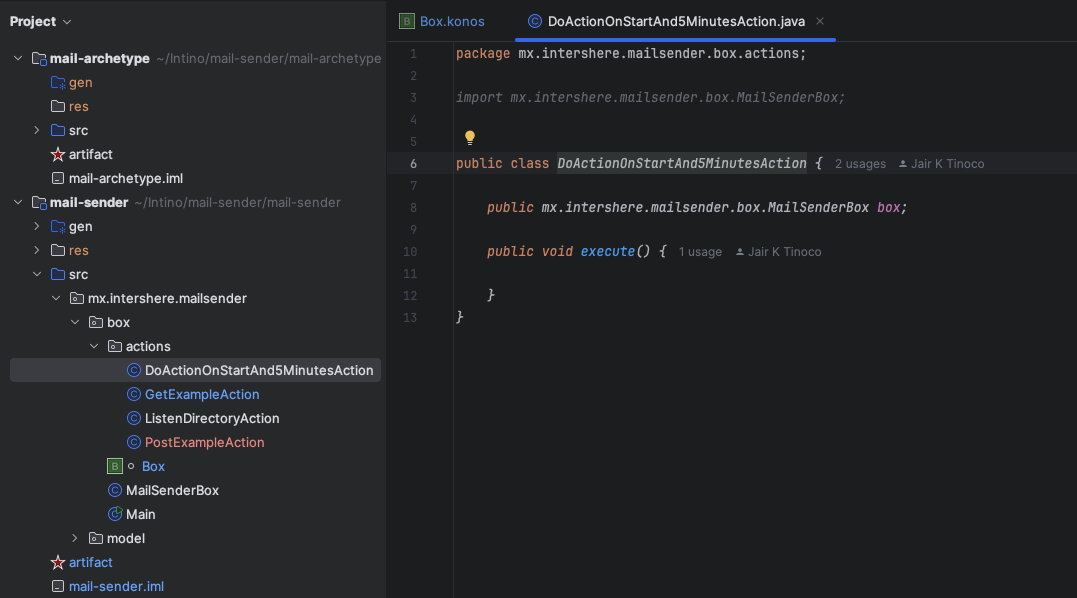 Project
mail-archetype ~/Intino/mail-sender/mail-archetype
gen
res
src
artifact
mail-archetype.iml
mail-sender ~/Intino/mail-sender/mail-sender
gen
res
src
mx.intershere.mailsender
box
actions
DoActionOnStartAnd5MinutesAction
GetExampleAction
ListenDirectoryAction
PostExampleAction
B Box
MailSenderBox
Main
model
artifact
mail-sender.iml
B Box.konos
C DoActionOnStartAnd5MinutesAction.java
1 package mx.intershere.mailsender.box.actions;
2
3 import mx.intershere.mailsender.box.MailSenderBox;
4
5
6 public class DoActionOnStartAnd5MinutesAction { 2 usages Jair K Tinoco
7
8 public mx.intershere.mailsender.box.MailSenderBox box;
9
10 public void execute() { 1 usage Jair K Tinoco
11
12 }
13 }